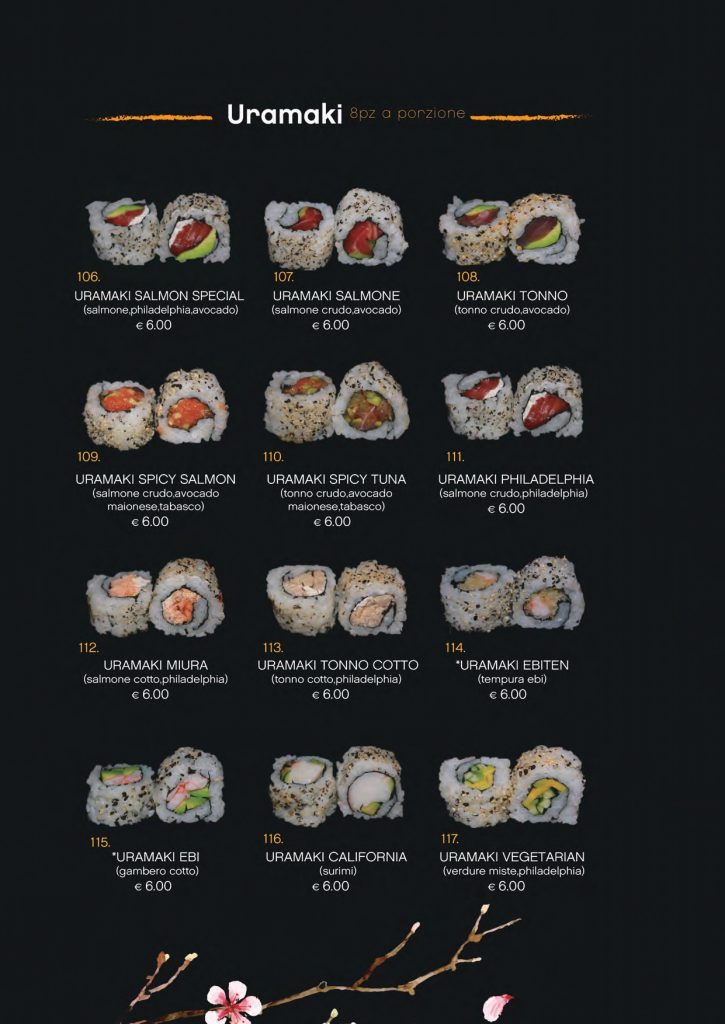 Uramaki 8pz a porzione
106.
URAMAKI SALMON SPECIAL
(salmone,philadelphia,avocado)
€ 6.00
107.
URAMAKI SALMONE
(salmone crudo,avocado)
€ 6.00
108.
URAMAKI TONNO
(tonno crudo,avocado)
€ 6.00
109.
URAMAKI SPICY SALMON
(salmone crudo,avocado
maionese,tabasco)
€ 6.00
110.
URAMAKI SPICY TUNA
(tonno crudo,avocado
maionese,tabasco)
€ 6.00
111.
URAMAKI PHILADELPHIA
(salmone crudo,philadelphia)
€ 6.00
112.
URAMAKI MIURA
(salmone cotto,philadelphia)
€ 6.00
113.
URAMAKI TONNO COTTO
(tonno cotto,philadelphia)
€ 6.00
114.
*URAMAKI EBITEN
(tempura ebi)
€ 6.00
115.
*URAMAKI EBI
(gambero cotto)
€ 6.00
116.
URAMAKI CALIFORNIA
(surimi)
€ 6.00
117.
URAMAKI VEGETARIAN
(verdure miste,philadelphia)
€ 6.00